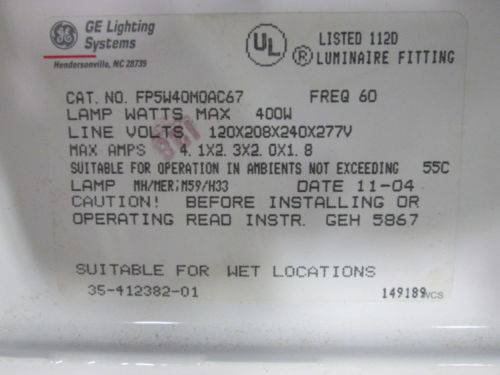 GE Lighting
Systems
Hendersonville, NC 28739
UL
LISTED 112D
® LUMINAIRE FITTING
CAT. NO. FP5W40M0AC67 FREQ 60
LAMP WATTS MAX 400W
LINE VOLTS 120X208X240X277V
MAX AMPS 4.1X2.3X2.0X1.8
SUITABLE FOR OPERATION IN AMBIENTS NOT EXCEEDING 55C
LAMP MH/MER;M59/H33 DATE 11-04
CAUTION! BEFORE INSTALLING OR
OPERATING READ INSTR. GEH 5867
SUITABLE FOR WET LOCATIONS
35-412382-01 149189VCS